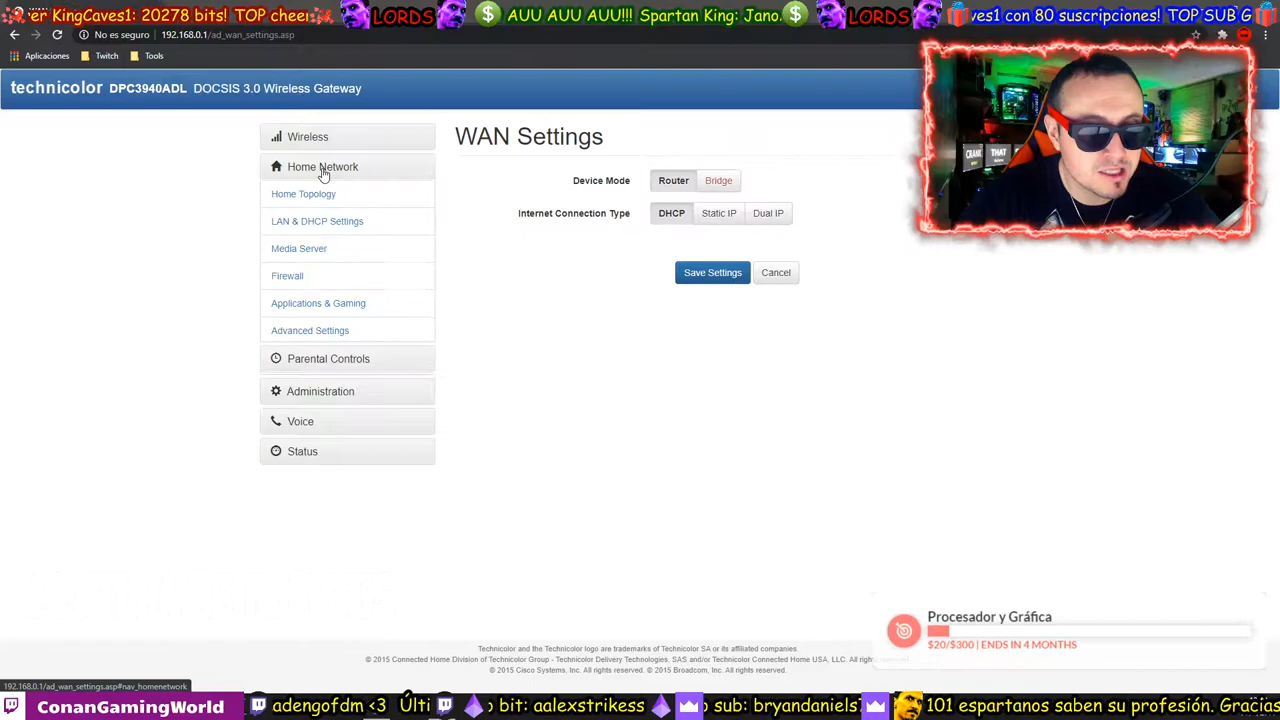 er KingCaves1: 20278 bits! TOP cheer
LORDS
AUU AUU AUU!!! Spartan King: Jano.
LORDS
ves1 con 80 suscripciones! TOP SUB G
No es seguro
192.168.0.1/ad_wan_settings.asp
Aplicaciones
Twitch
Tools
technicolor DPC3940ADL DOCSIS 3.0 Wireless Gateway
Wireless
Home Network
Home Topology
LAN & DHCP Settings
Media Server
Firewall
Applications & Gaming
Advanced Settings
Parental Controls
Administration
Voice
Status
WAN Settings
Device Mode
Router
Bridge
Internet Connection Type
DHCP
Static IP
Dual IP
Save Settings
Cancel
CRANK
THAT
Procesador y Gráfica
$20/$300 | ENDS IN 4 MONTHS
Technicolor and the Technicolor logo are trademarks of Technicolor SA or its affiliated companies.
© 2015 Connected Home Division of Technicolor Group - Technicolor Delivery Technologies, SAS and/or Technicolor Connected Home USA, LLC. All rights reserved.
© 2015 Cisco Systems, Inc. All rights reserved. © 2015 Broadcom, Inc. All rights reserved.
192.168.0.1/ad_wan_settings.asp#nav_homenetwork
ConanGamingWorld
adengofdm <3 Últi
o bit: aalexstrikess
o sub: bryandaniels1
101 espartanos saben su profesión. Gracias